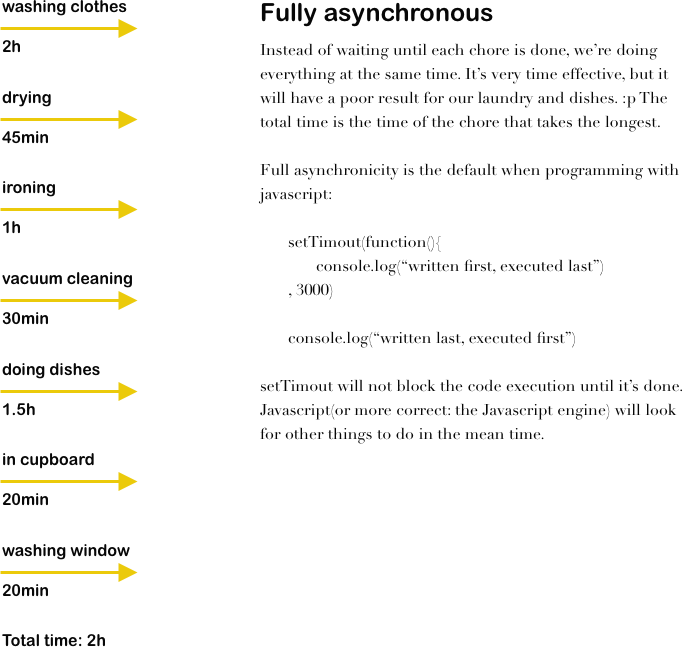 washing clothes
2h
drying
45min
ironing
1h
vacuum cleaning
30min
doing dishes
1.5h
in cupboard
20min
washing window
20min
Total time: 2h
Fully asynchronous
Instead of waiting until each chore is done, we're doing
everything at the same time. It's very time effective, but it
will have a poor result for our laundry and dishes. :p The
total time is the time of the chore that takes the longest.
Full asynchronicity is the default when programming with
javascript:
setTimout(function(){
console.log(“written first, executed last”)
, 3000)
console.log(“written last, executed first”)
setTimout will not block the code execution until it's done.
Javascript(or more correct: the Javascript engine) will look
for other things to do in the mean time.